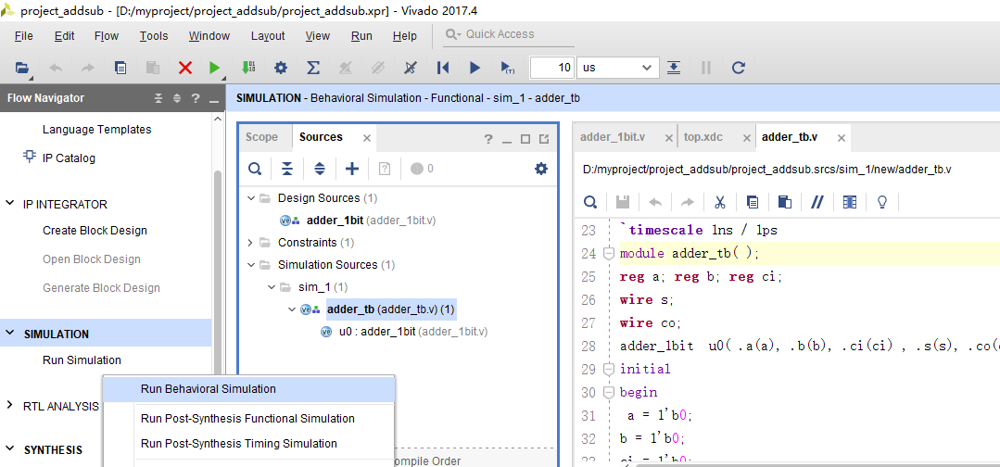 project_addsub - [D:/myproject/project_addsub/project_addsub.xpr] - Vivado 2017.4
File Edit Flow Tools Window Layout View Run Help Quick Access
10 us
Flow Navigator
SIMULATION - Behavioral Simulation - Functional - sim_1 - adder_tb
Language Templates
IP Catalog
IP INTEGRATOR
Create Block Design
Open Block Design
Generate Block Design
SIMULATION
Run Simulation
RTL ANALYSIS
SYNTHESIS
Run Behavioral Simulation
Run Post-Synthesis Functional Simulation
Run Post-Synthesis Timing Simulation
Scope Sources
0
Design Sources (1)
adder_1bit (adder_1bit.v)
Constraints (1)
Simulation Sources (1)
sim_1 (1)
adder_tb (adder_tb.v) (1)
u0 : adder_1bit (adder_1bit.v)
ompile Order
adder_1bit.v top.xdc adder_tb.v
D:/myproject/project_addsub/project_addsub.srcs/sim_1/new/adder_tb.v
23 `timescale 1ns / 1ps
24 module adder_tb( );
25 reg a; reg b; reg ci;
26 wire s;
27 wire co;
28 adder_1bit u0( .a(a), .b(b), .ci(ci) , .s(s), .co(
29 initial
30 begin
31 a = 1'b0;
32 b = 1'b0;
ci = 1'b0;